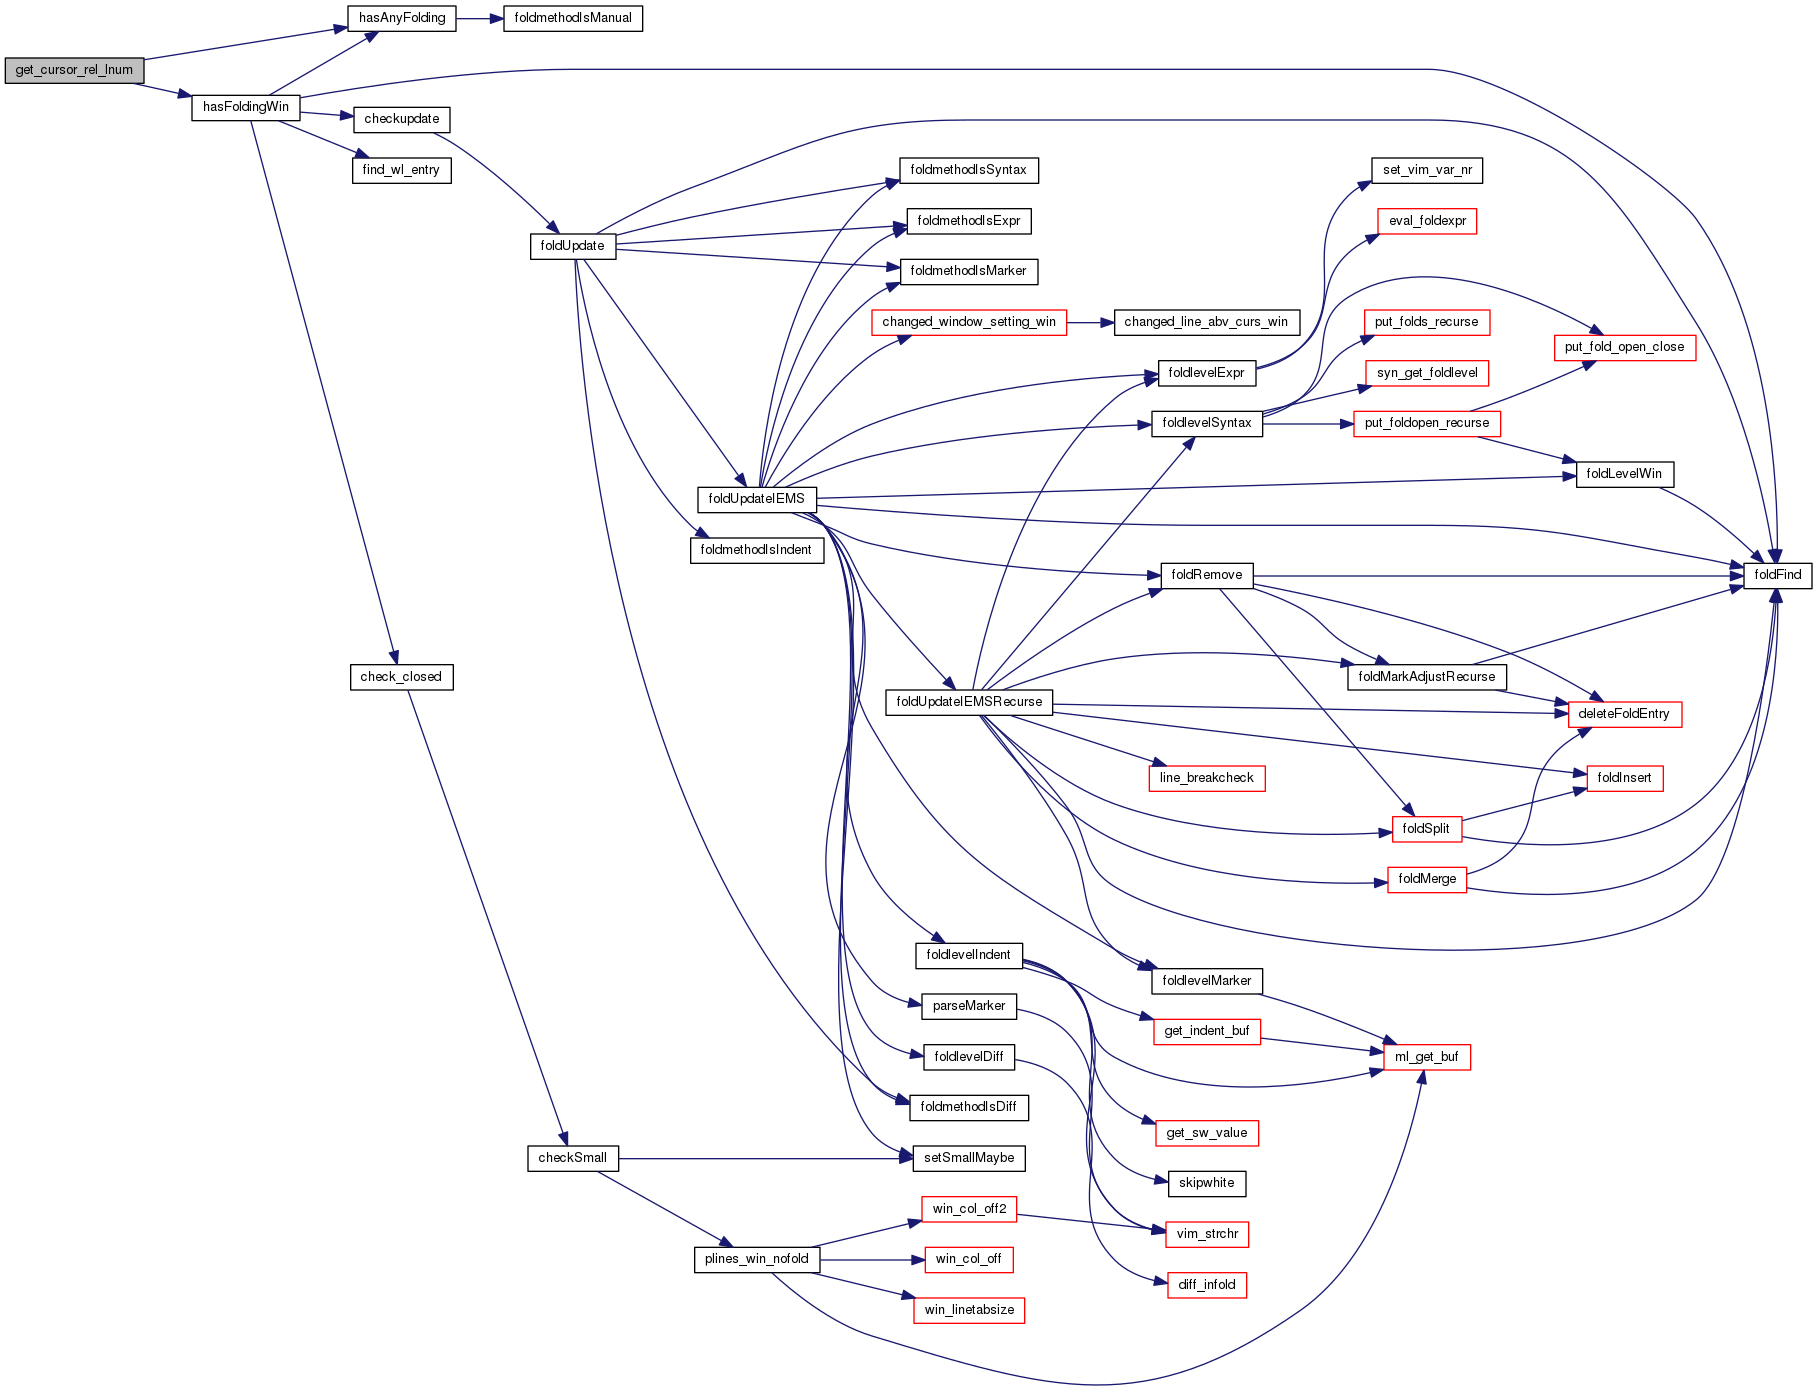 hasAnyFolding
foldmethodIsManual
get_cursor_rel_lnum
hasFoldingWin
checkupdate
find_wl_entry
foldmethodIsSyntax
set_vim_var_nr
foldmethodIsExpr
eval_foldexpr
foldUpdate
foldmethodIsMarker
changed_window_setting_win
changed_line_abv_curs_win
put_folds_recurse
put_fold_open_close
foldlevelExpr
syn_get_foldlevel
foldlevelSyntax
put_foldopen_recurse
foldLevelWin
foldUpdateIEMS
foldmethodIsIndent
foldRemove
foldFind
check_closed
foldMarkAdjustRecurse
foldUpdateIEMSRecurse
deleteFoldEntry
line_breakcheck
foldInsert
foldSplit
foldMerge
foldlevelIndent
foldlevelMarker
parseMarker
get_indent_buf
foldlevelDiff
ml_get_buf
foldmethodIsDiff
get_sw_value
checkSmall
setSmallMaybe
skipwhite
win_col_off2
vim_strchr
plines_win_nofold
win_col_off
diff_infold
win_linetabsize